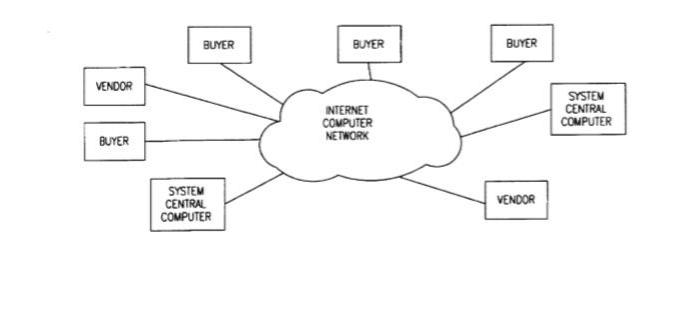 BUYER
BUYER
BUYER
VENDOR
INTERNET
COMPUTER
NETWORK
SYSTEM
CENTRAL
COMPUTER
BUYER
SYSTEM
CENTRAL
COMPUTER
VENDOR